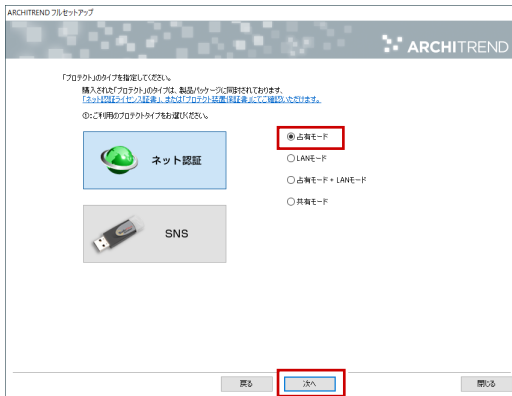 ARCHITREND フルセットアップ
ARCHITREND
「プロテクト」のタイプを指定してください。
購入された「プロテクト」のタイプは、製品パッケージに同封されております、
「ネット認証ライセンス証書」、または「プロテクト装置保証書」にてご確認いただけます。
①:ご利用のプロテクトタイプをお選びください。
ネット認証
SNS
占有モード
LANモード
占有モード + LANモード
共有モード
戻る
次へ
閉じる